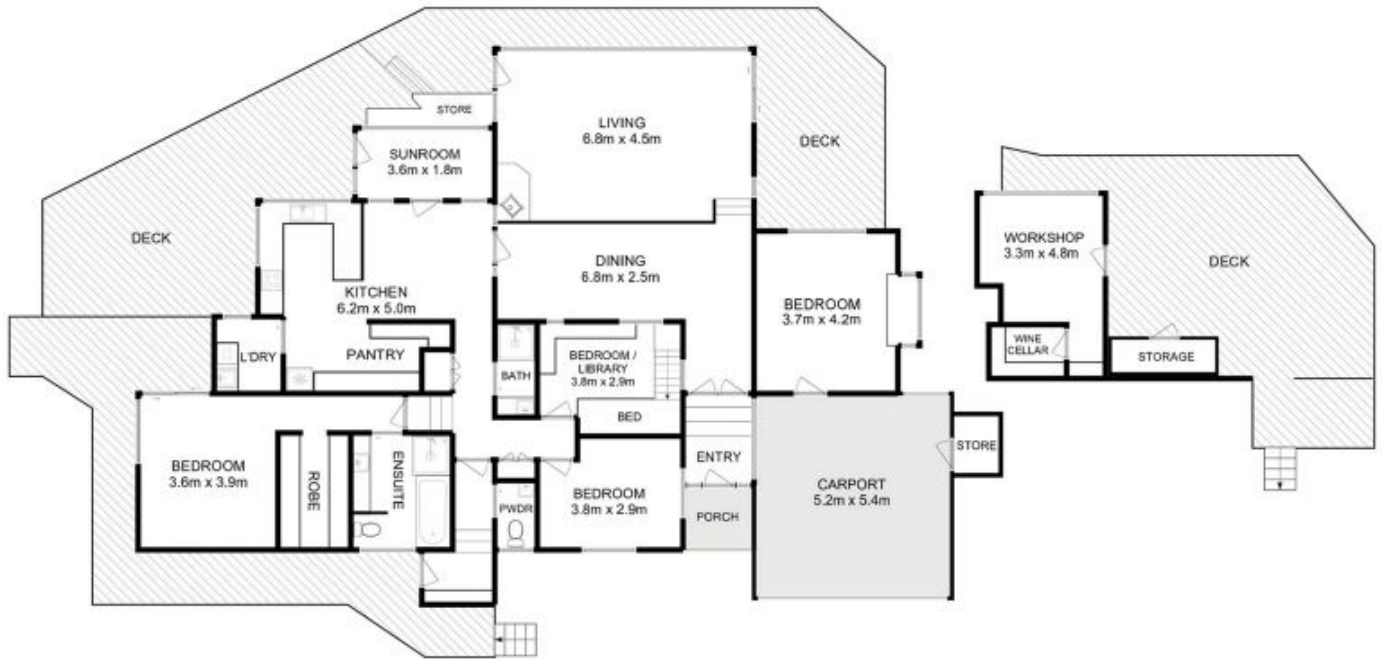 STORE
LIVING
6.8m x 4.5m
DECK
SUNROOM
3.6m x 1.8m
DECK
WORKSHOP
3.3m x 4.8m
DECK
DINING
6.8m x 2.5m
KITCHEN
6.2m x 5.0m
BEDROOM
3.7m x 4.2m
L'DRY
PANTRY
BATH
BEDROOM /
LIBRARY
3.8m x 2.9m
BED
WINE
CELLAR
STORAGE
BEDROOM
3.6m x 3.9m
ROBE
ENSUITE
PWDR
BEDROOM
3.8m x 2.9m
ENTRY
PORCH
CARPORT
5.2m x 5.4m
STORE